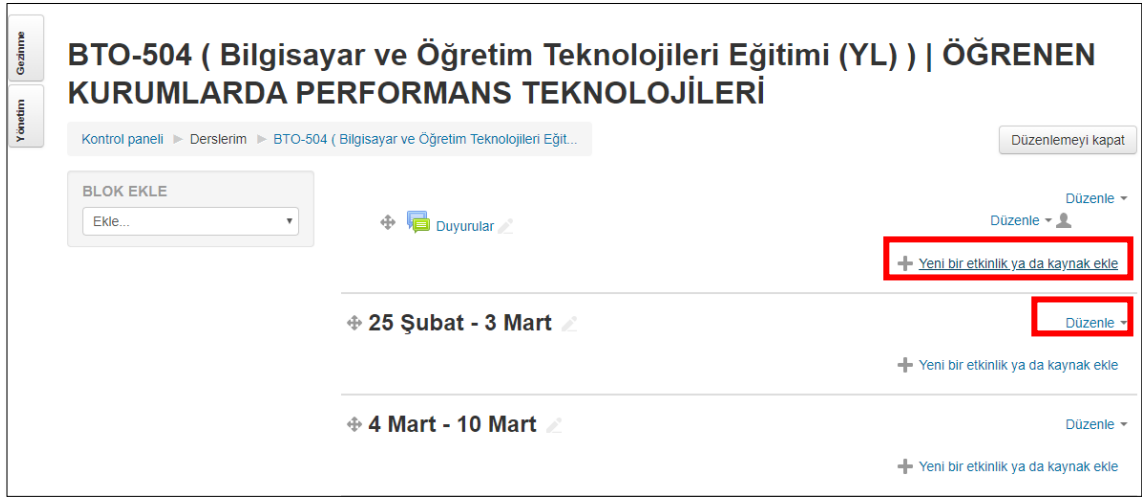 Gezinme
Yönetim
BTO-504 ( Bilgisayar ve Öğretim Teknolojileri Eğitimi (YL) ) | ÖĞRENEN
KURUMLARDA PERFORMANS TEKNOLOJİLERİ
Kontrol paneli ► Derslerim ► BTO-504 ( Bilgisayar ve Öğretim Teknolojileri Eğit...
Düzenlemeyi kapat
BLOK EKLE
Ekle...
Düzenle
Duyurular
Düzenle
Yeni bir etkinlik ya da kaynak ekle
25 Şubat - 3 Mart
Düzenle
Yeni bir etkinlik ya da kaynak ekle
4 Mart - 10 Mart
Düzenle
Yeni bir etkinlik ya da kaynak ekle